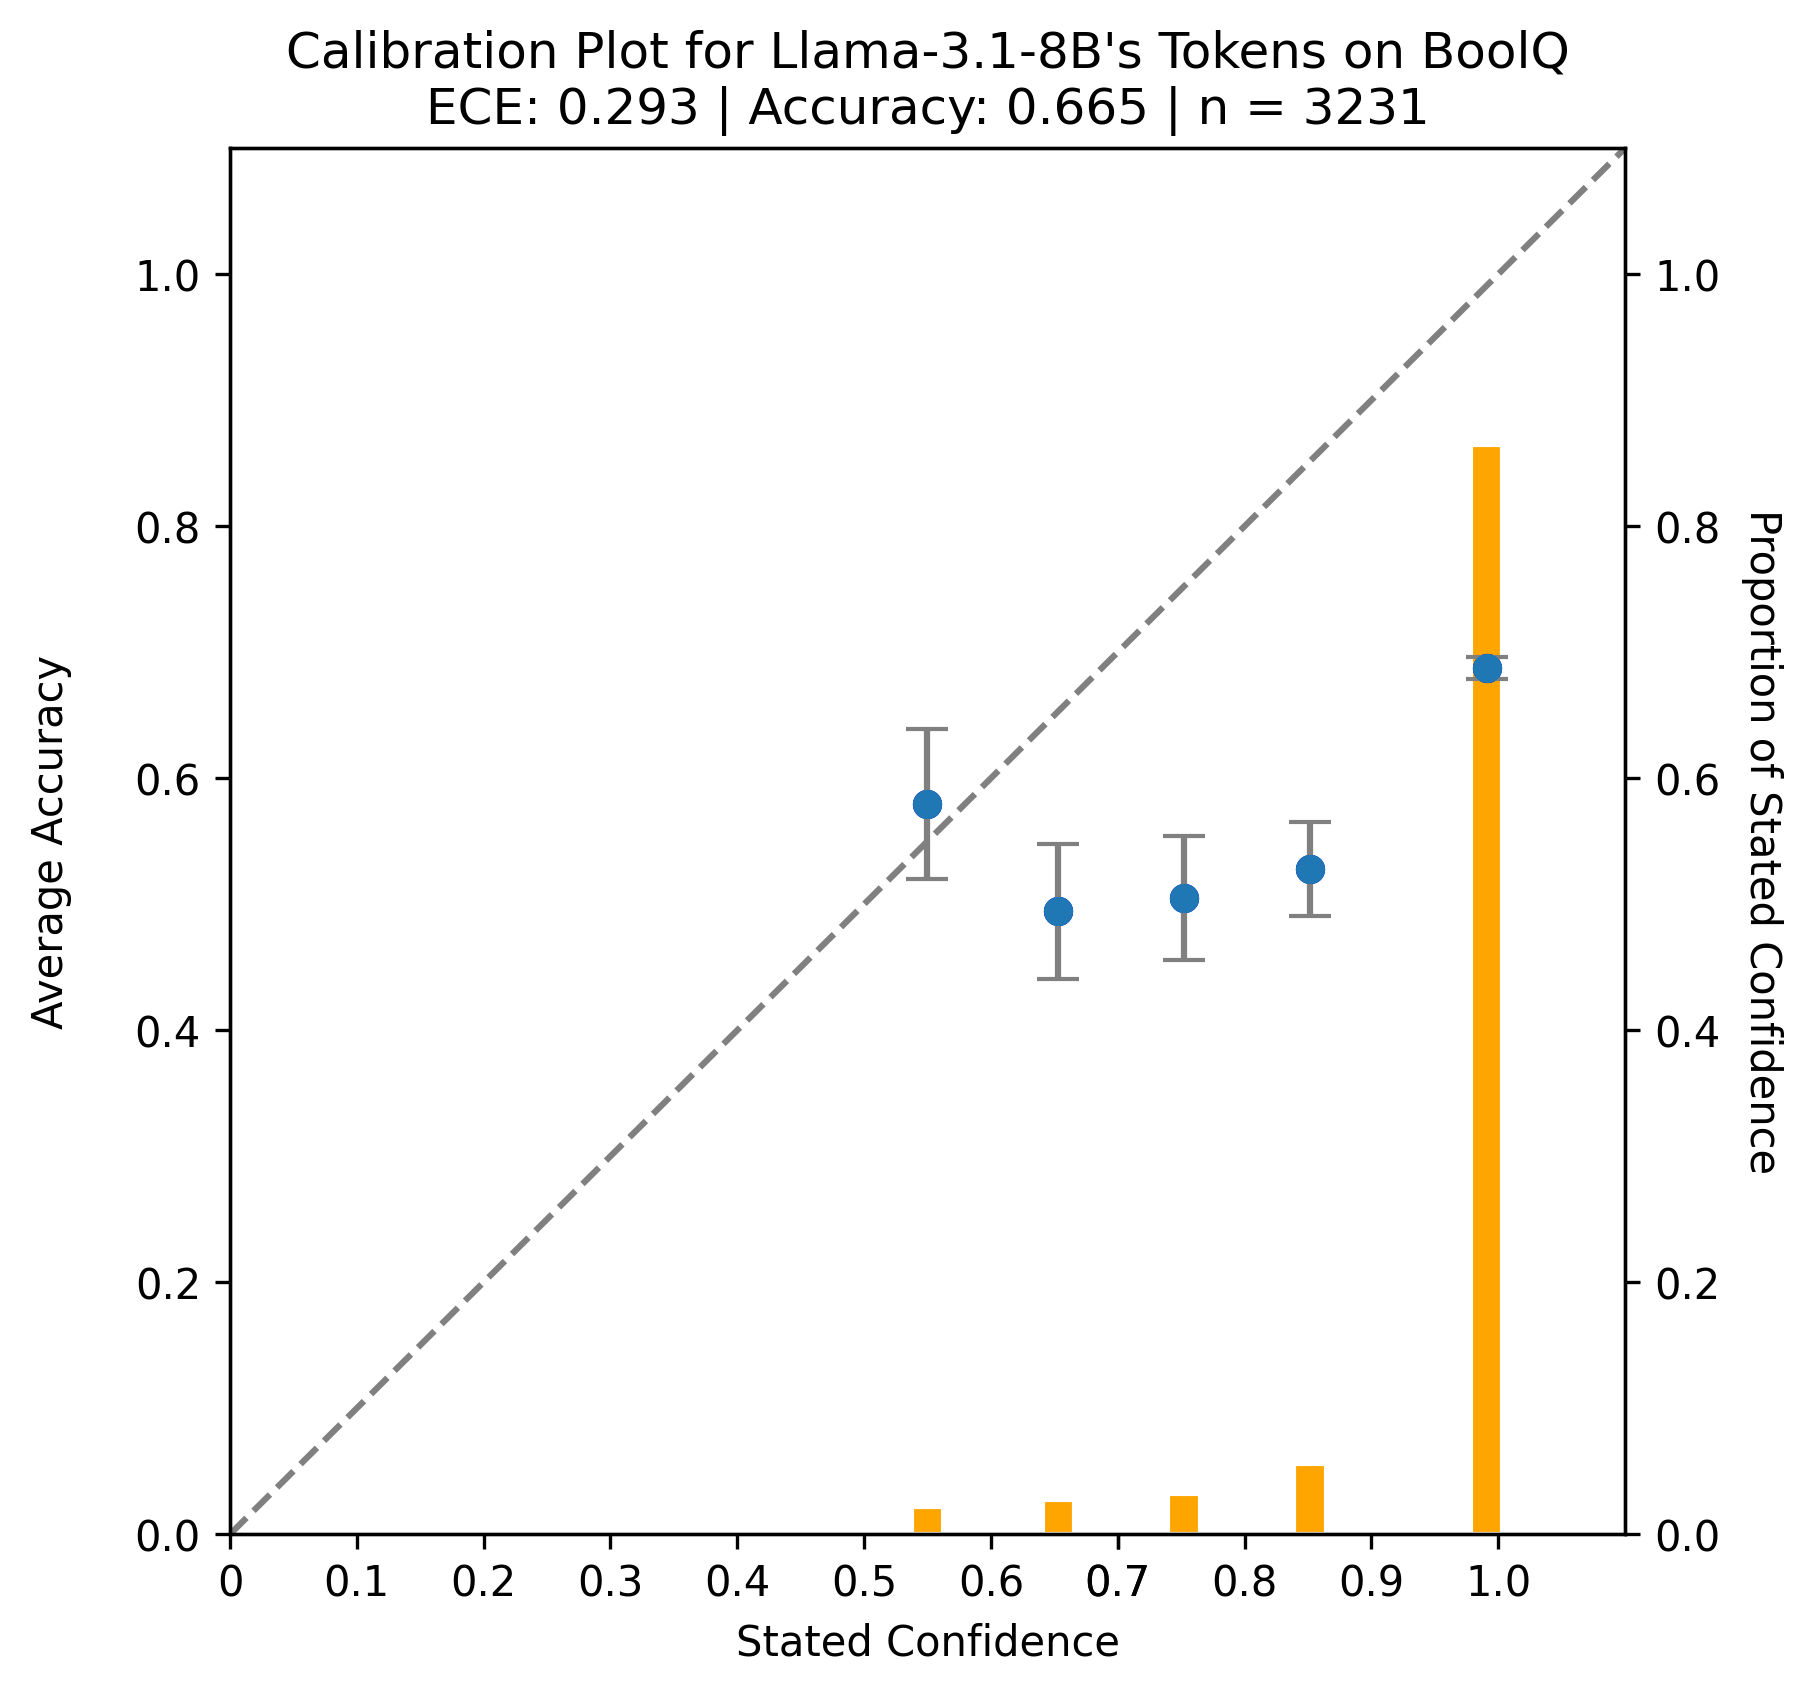 Calibration Plot for Llama-3.1-8B's Tokens on BoolQ
ECE: 0.293 | Accuracy: 0.665 | n = 3231
Average Accuracy
1.0
0.8
0.6
0.4
0.2
0.0
1.0
0.8
0.6
0.4
0.2
0.0
Proportion of Stated Confidence
0 0.1 0.2 0.3 0.4 0.5 0.6 0.7 0.8 0.9 1.0
Stated Confidence